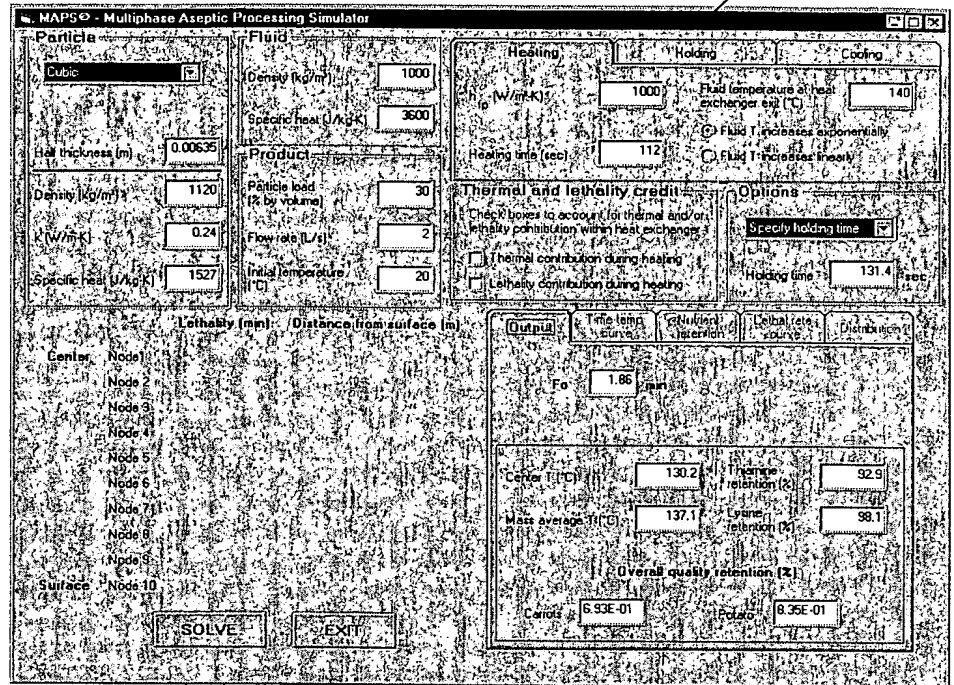 MAPS© - Multiphase Aseptic Processing Simulator
Particle
Cubic
Half thickness (m) 0.00635
Density (kg/m³) 1120
k (W/m·K) 0.24
Specific heat (J/kg·K) 1527
Fluid
Density (kg/m³) 1000
Specific heat (J/kg·K) 3600
Product
Particle load (% by volume) 30
Flow rate (L/s) 2
Initial temperature (°C) 20
Heating Holding Cooling
hfp (W/m²·K) 1000
Heating time (sec) 112
Fluid temperature at heat exchanger exit (°C) 140
Fluid T increases exponentially
Fluid T increases linearly
Thermal and lethality credit
Check boxes to account for thermal and/or
lethality contribution within heat exchanger
Thermal contribution during heating
Lethality contribution during heating
Options
Specify holding time
Holding time 131.4 sec
Lethality (min) Distance from surface (m)
Center Node1
Node 2
Node 3
Node 4
Node 5
Node 6
Node 7
Node 8
Node 9
Surface Node 10
SOLVE EXIT
Output Time temp curve Nutrient retention Lethal rate curve Distribution
Fo 1.86 min
Center T (°C) 130.2
Thiamine retention (%) 92.9
Mass average T (°C) 137.1
Lysine retention (%) 98.1
Overall quality retention (%)
Carrots 6.93E-01
Potato 8.35E-01